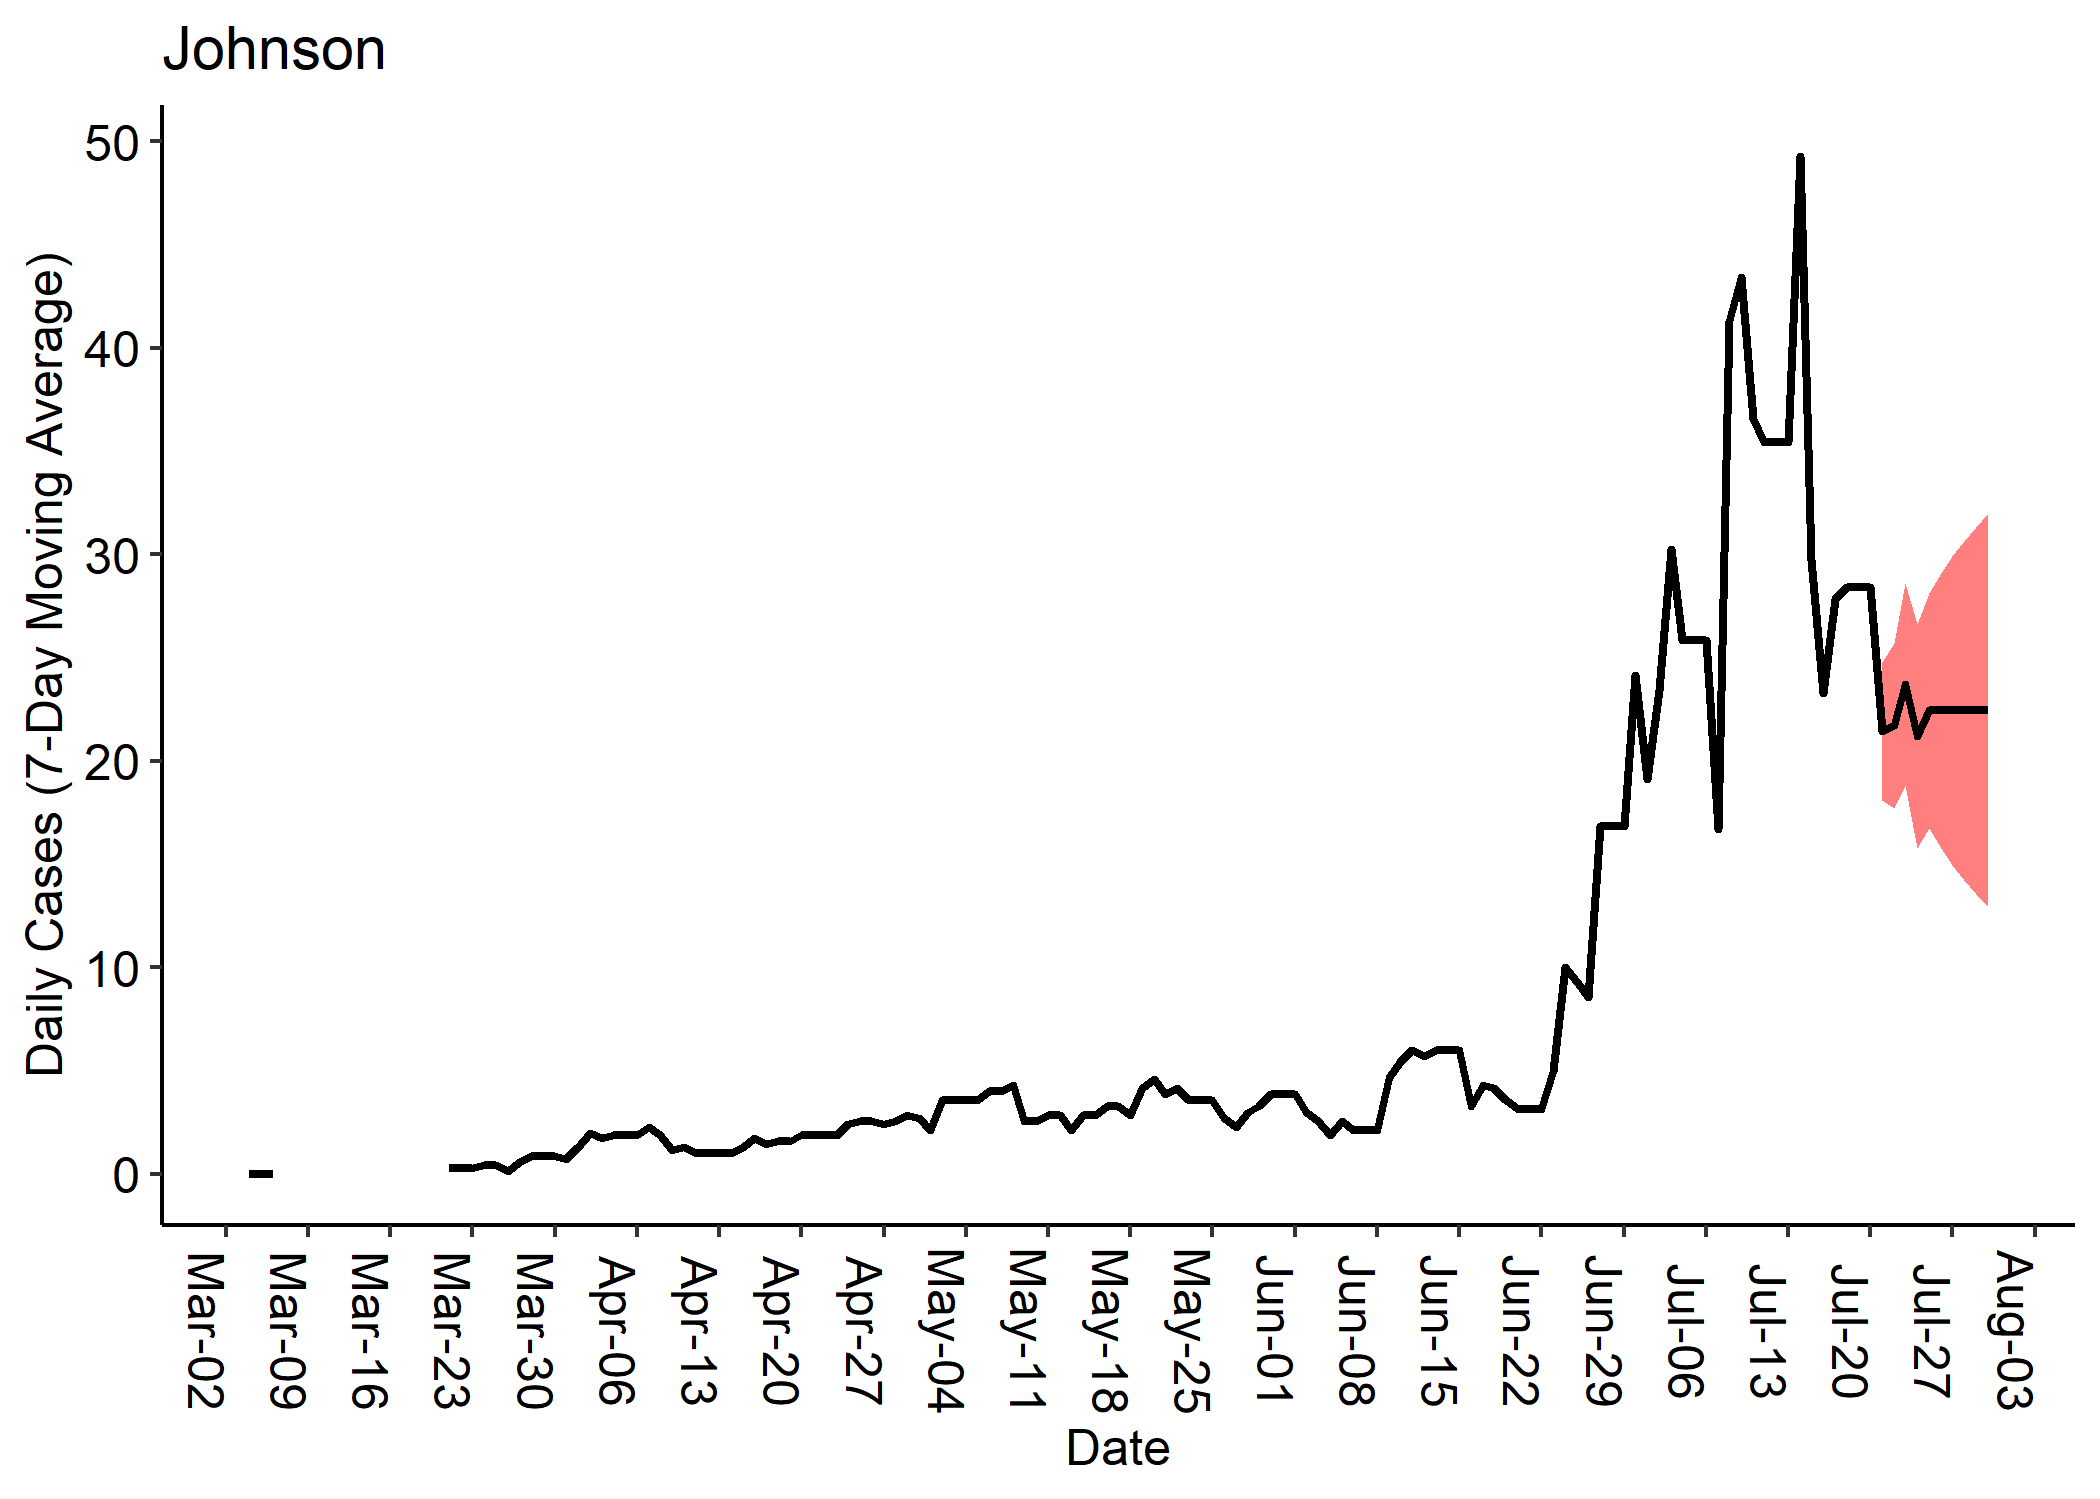 Johnson
Daily Cases (7-Day Moving Average)
50
40
30
20
10
0
Mar-02
Mar-09
Mar-16
Mar-23
Mar-30
Apr-06
Apr-13
Apr-20
Apr-27
May-04
May-11
May-18
May-25
Jun-01
Jun-08
Jun-15
Jun-22
Jun-29
Jul-06
Jul-13
Jul-20
Jul-27
Aug-03
Date